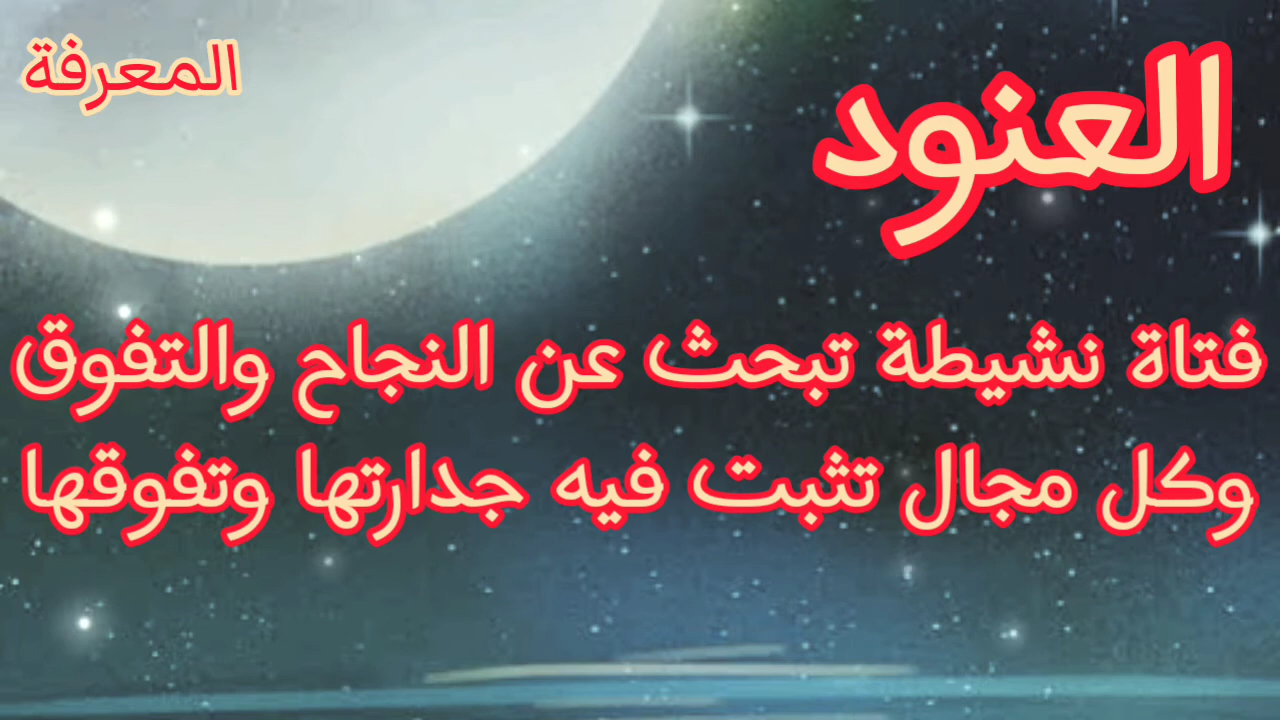 العنود
المعرفة
فتاة نشيطة تبحث عن النجاح والتفوق
وكل مجال تثبت فيه جدارتها وتفوقها